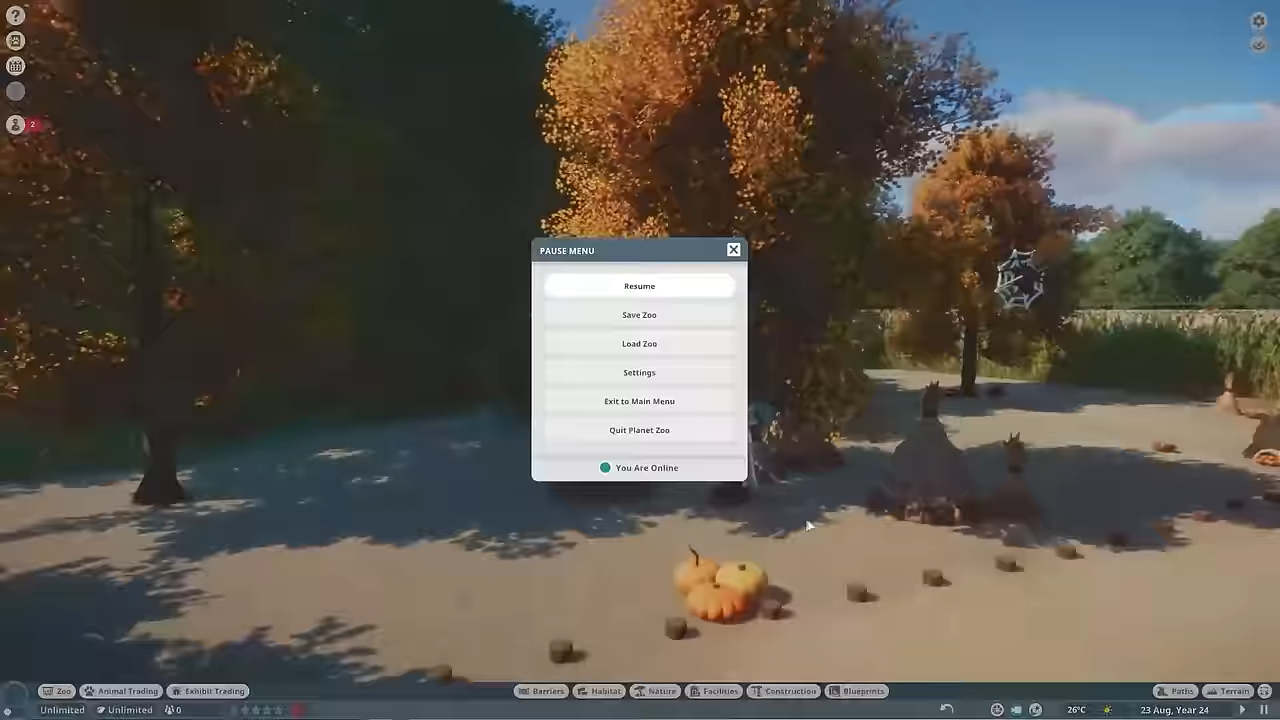 ?
2
PAUSE MENU
Resume
Save Zoo
Load Zoo
Settings
Exit to Main Menu
Quit Planet Zoo
You Are Online
Zoo Animal Trading Exhibit Trading Barriers Habitat Nature Facilities Construction Blueprints Paths Terrain
Unlimited Unlimited 0 26°C 23 Aug, Year 24